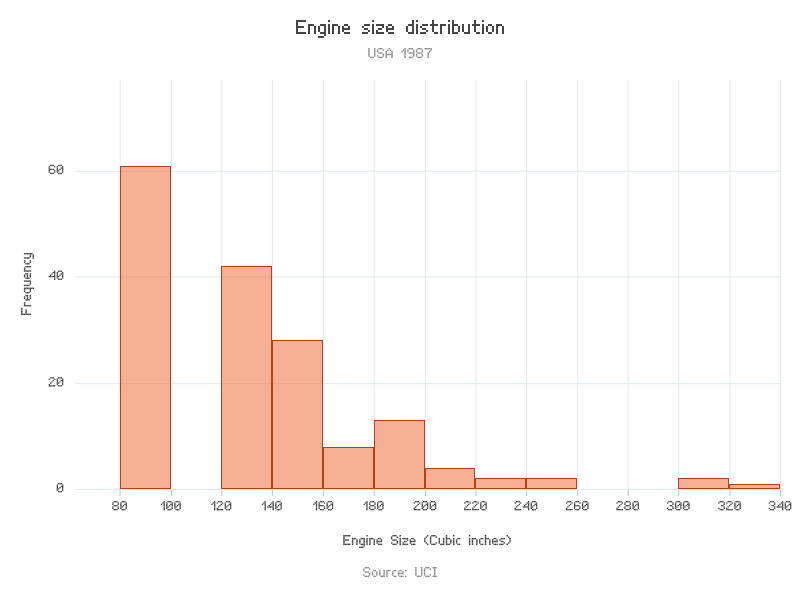 Engine size distribution
USA 1987
60
40
20
0
Frequency
80 100 120 140 160 180 200 220 240 260 280 300 320 340
Engine Size (Cubic inches)
Source: UCI